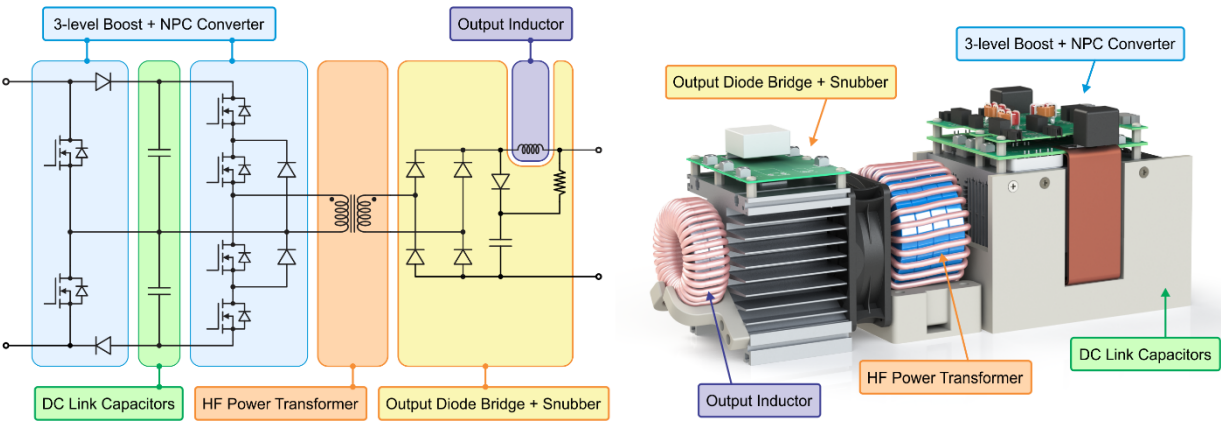 3-level Boost + NPC Converter
Output Inductor
DC Link Capacitors
HF Power Transformer
Output Diode Bridge + Snubber
3-level Boost + NPC Converter
Output Diode Bridge + Snubber
DC Link Capacitors
HF Power Transformer
Output Inductor